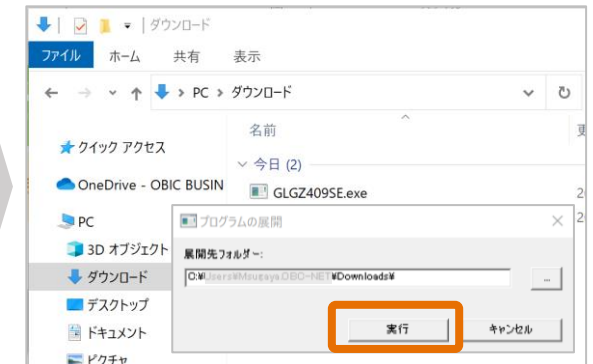 ダウンロード
ファイル ホーム 共有 表示
PC ダウンロード
名前
クイック アクセス
今日 (2)
OneDrive - OBIC BUSIN
GLGZ409SE.exe
PC
プログラムの展開
3D オブジェクト
展開先フォルダー:
ダウンロード
¥Downloads¥
...
デスクトップ
実行 キャンセル
ドキュメント
ピクチャ